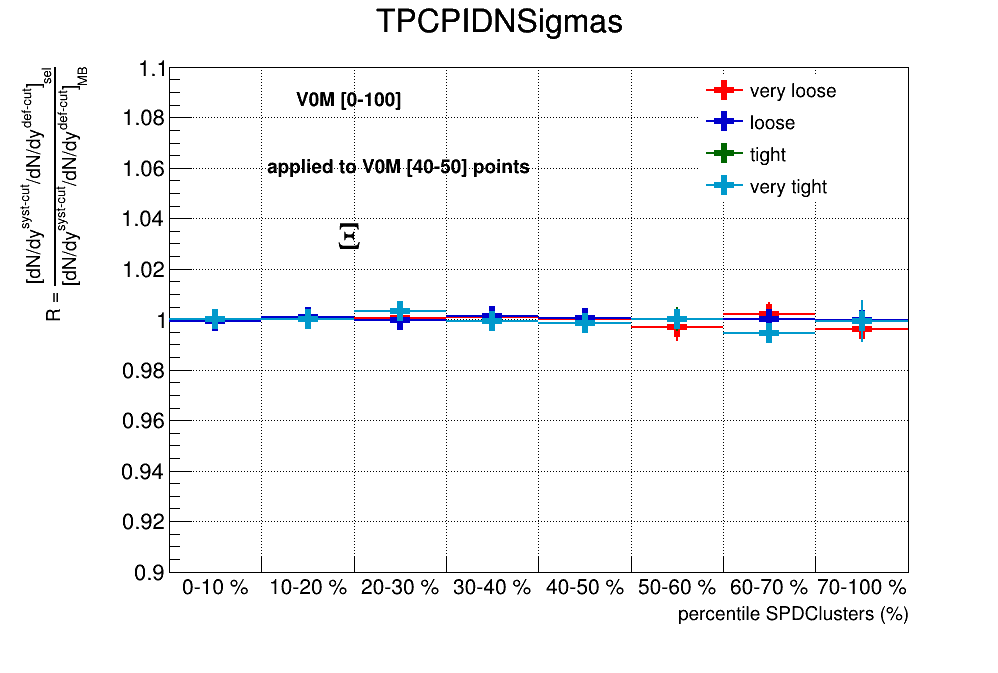 TPCPIDNSigmas
R = [dN/dy^syst-cut/dN/dy^def-cut]_sel
[dN/dy^syst-cut/dN/dy^def-cut]_MB
V0M [0-100]
applied to V0M [40-50] points
[Ξ]
very loose
loose
tight
very tight
1.1
1.08
1.06
1.04
1.02
1
0.98
0.96
0.94
0.92
0.9
0-10 % 10-20 % 20-30 % 30-40 % 40-50 % 50-60 % 60-70 % 70-100 %
percentile SPDClusters (%)